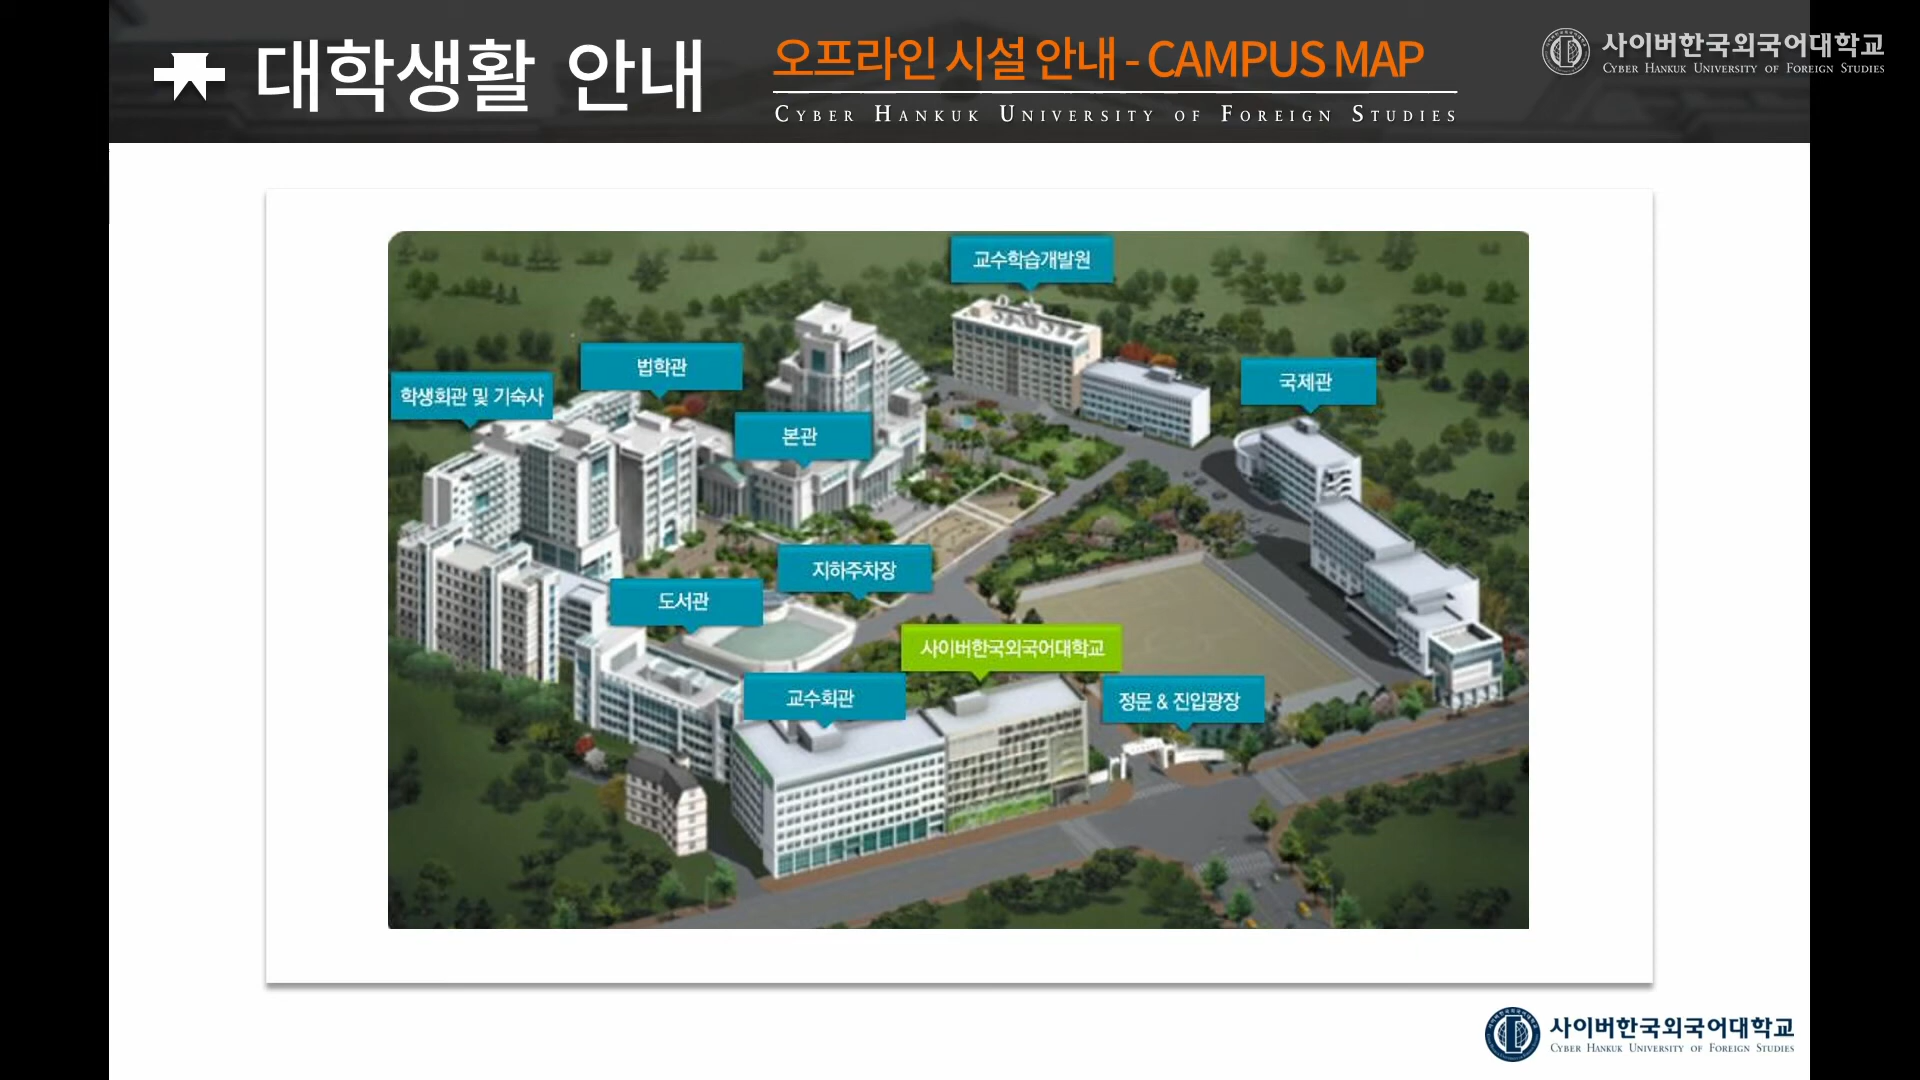 대학생활 안내
오프라인 시설 안내 - CAMPUS MAP
CYBER HANKUK UNIVERSITY OF FOREIGN STUDIES
사이버한국외국어대학교
CYBER HANKUK UNIVERSITY OF FOREIGN STUDIES
교수학습개발원
법학관
국제관
학생회관 및 기숙사
본관
지하주차장
도서관
사이버한국외국어대학교
교수회관
정문 & 진입광장
사이버한국외국어대학교
CYBER HANKUK UNIVERSITY OF FOREIGN STUDIES